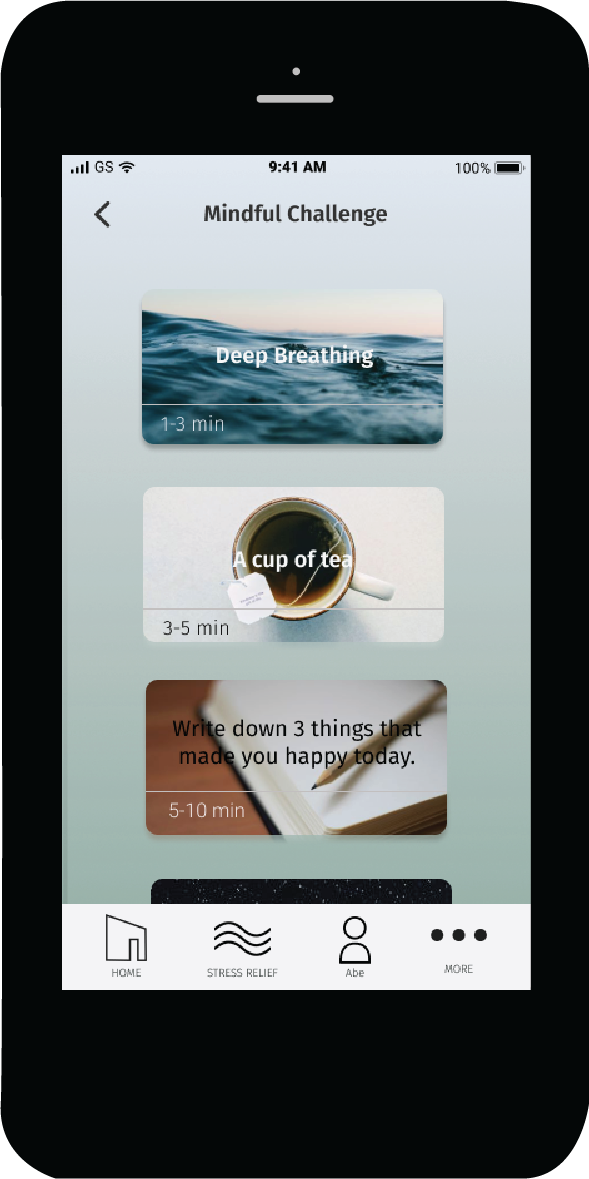 GS 9:41 AM 100%
Mindful Challenge
Deep Breathing
1-3 min
A cup of tea
3-5 min
Write down 3 things that
made you happy today.
5-10 min
HOME STRESS RELIEF Abe MORE